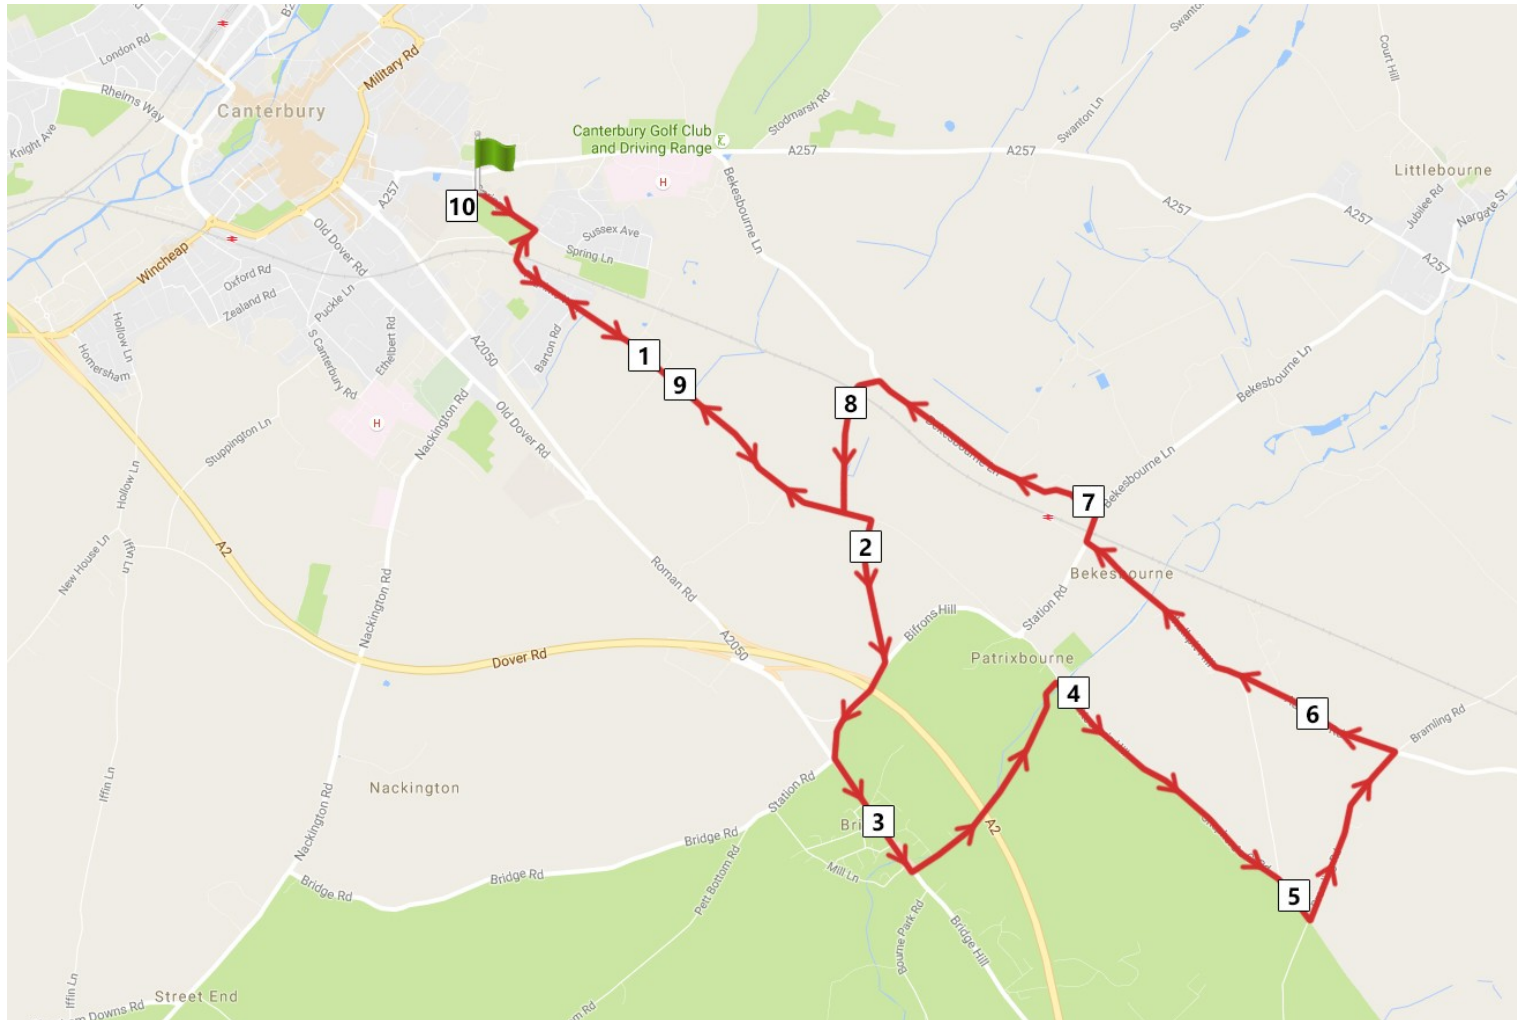 London Rd
Military Rd
Rheims Way
Canterbury
Knight Ave
Canterbury Golf Club
and Driving Range
Stodmarsh Rd
Swanton Ln
Court Hill
A257
A257
Littlebourne
H
A257
10
Bekesbourne Ln
A257
A257
Jubilee Rd
Nargate St
Old Dover Rd
Sussex Ave
Spring Ln
A257
Wincheap
Oxford Rd
Zealand Rd
Puckle Ln
Hollow Ln
Homersham
S Canterbury Rd
Ethelbert Rd
A2050
Barton Rd
1
9
8
Bekesbourne Ln
H
Nackington Rd
Old Dover Rd
Stuppington Ln
Bekesbourne Ln
Hollow Ln
Bekesbourne Ln
7
A2
New House Ln
Iffin Ln
2
Roman Rd
Bekesbourne
Nackington Rd
Station Rd
Bifrons Hill
A2050
Dover Rd
Patrixbourne
4
6
Bramling Rd
Nackington
Iffin Ln
Station Rd
Nackington Rd
3
A2
Bridge Rd
Mill Ln
Bridge Rd
Bridge Rd
Pett Bottom Rd
5
Bourne Park Rd
Bridge Hill
Iffin Ln
Street End
Downs Rd